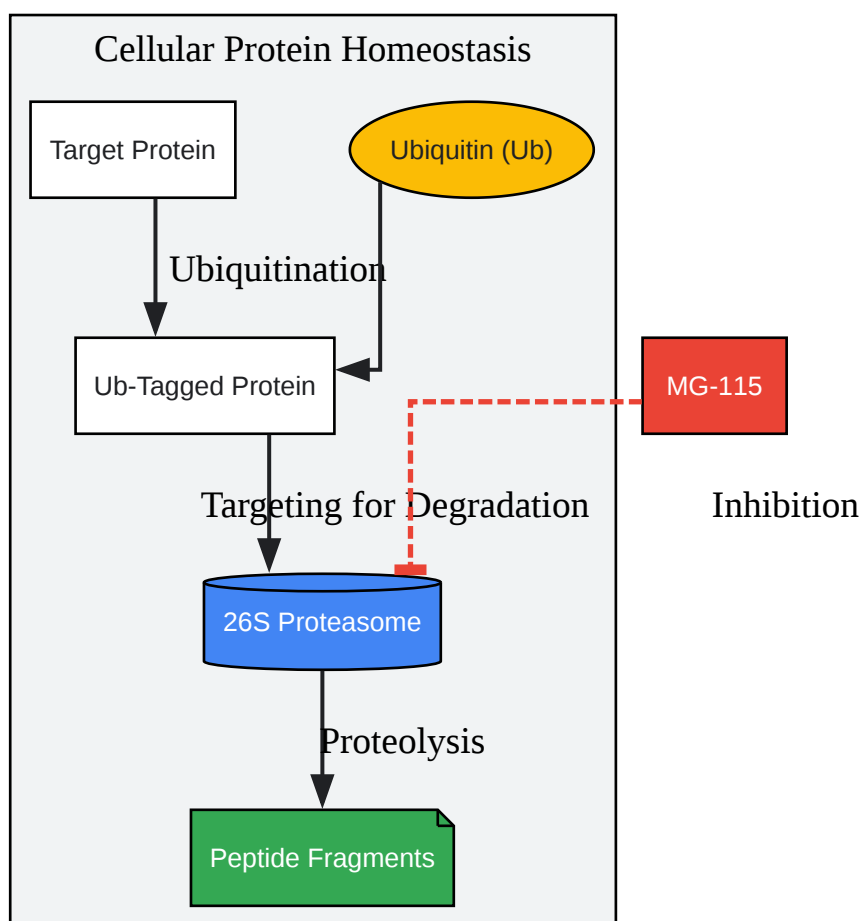 Cellular Protein Homeostasis
Target Protein
Ubiquitin (Ub)
Ubiquitination
Ub-Tagged Protein
MG-115
Targeting for Degradation
Inhibition
26S Proteasome
Proteolysis
Peptide Fragments